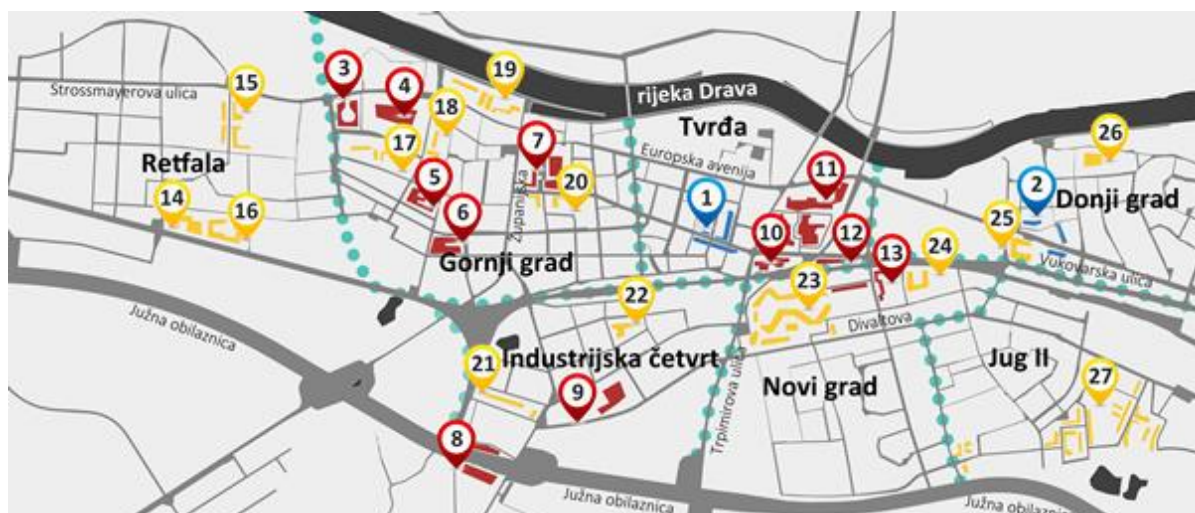 19
3
4
15
Strossmayerova ulica
18
rijeka Drava
Tvrđa
26
17
Retfala
7
Europska avenija
11
20
5
1
2
Donji grad
14
16
6
Županijska
10
12
25
Gornji grad
13
24
Vukovarska ulica
22
23
Južna obilaznica
Divaltova
21
Industrijska četvrt
Jug II
27
9
Trpimirova ulica
Novi grad
8
Južna obilaznica
Južna obilaznica